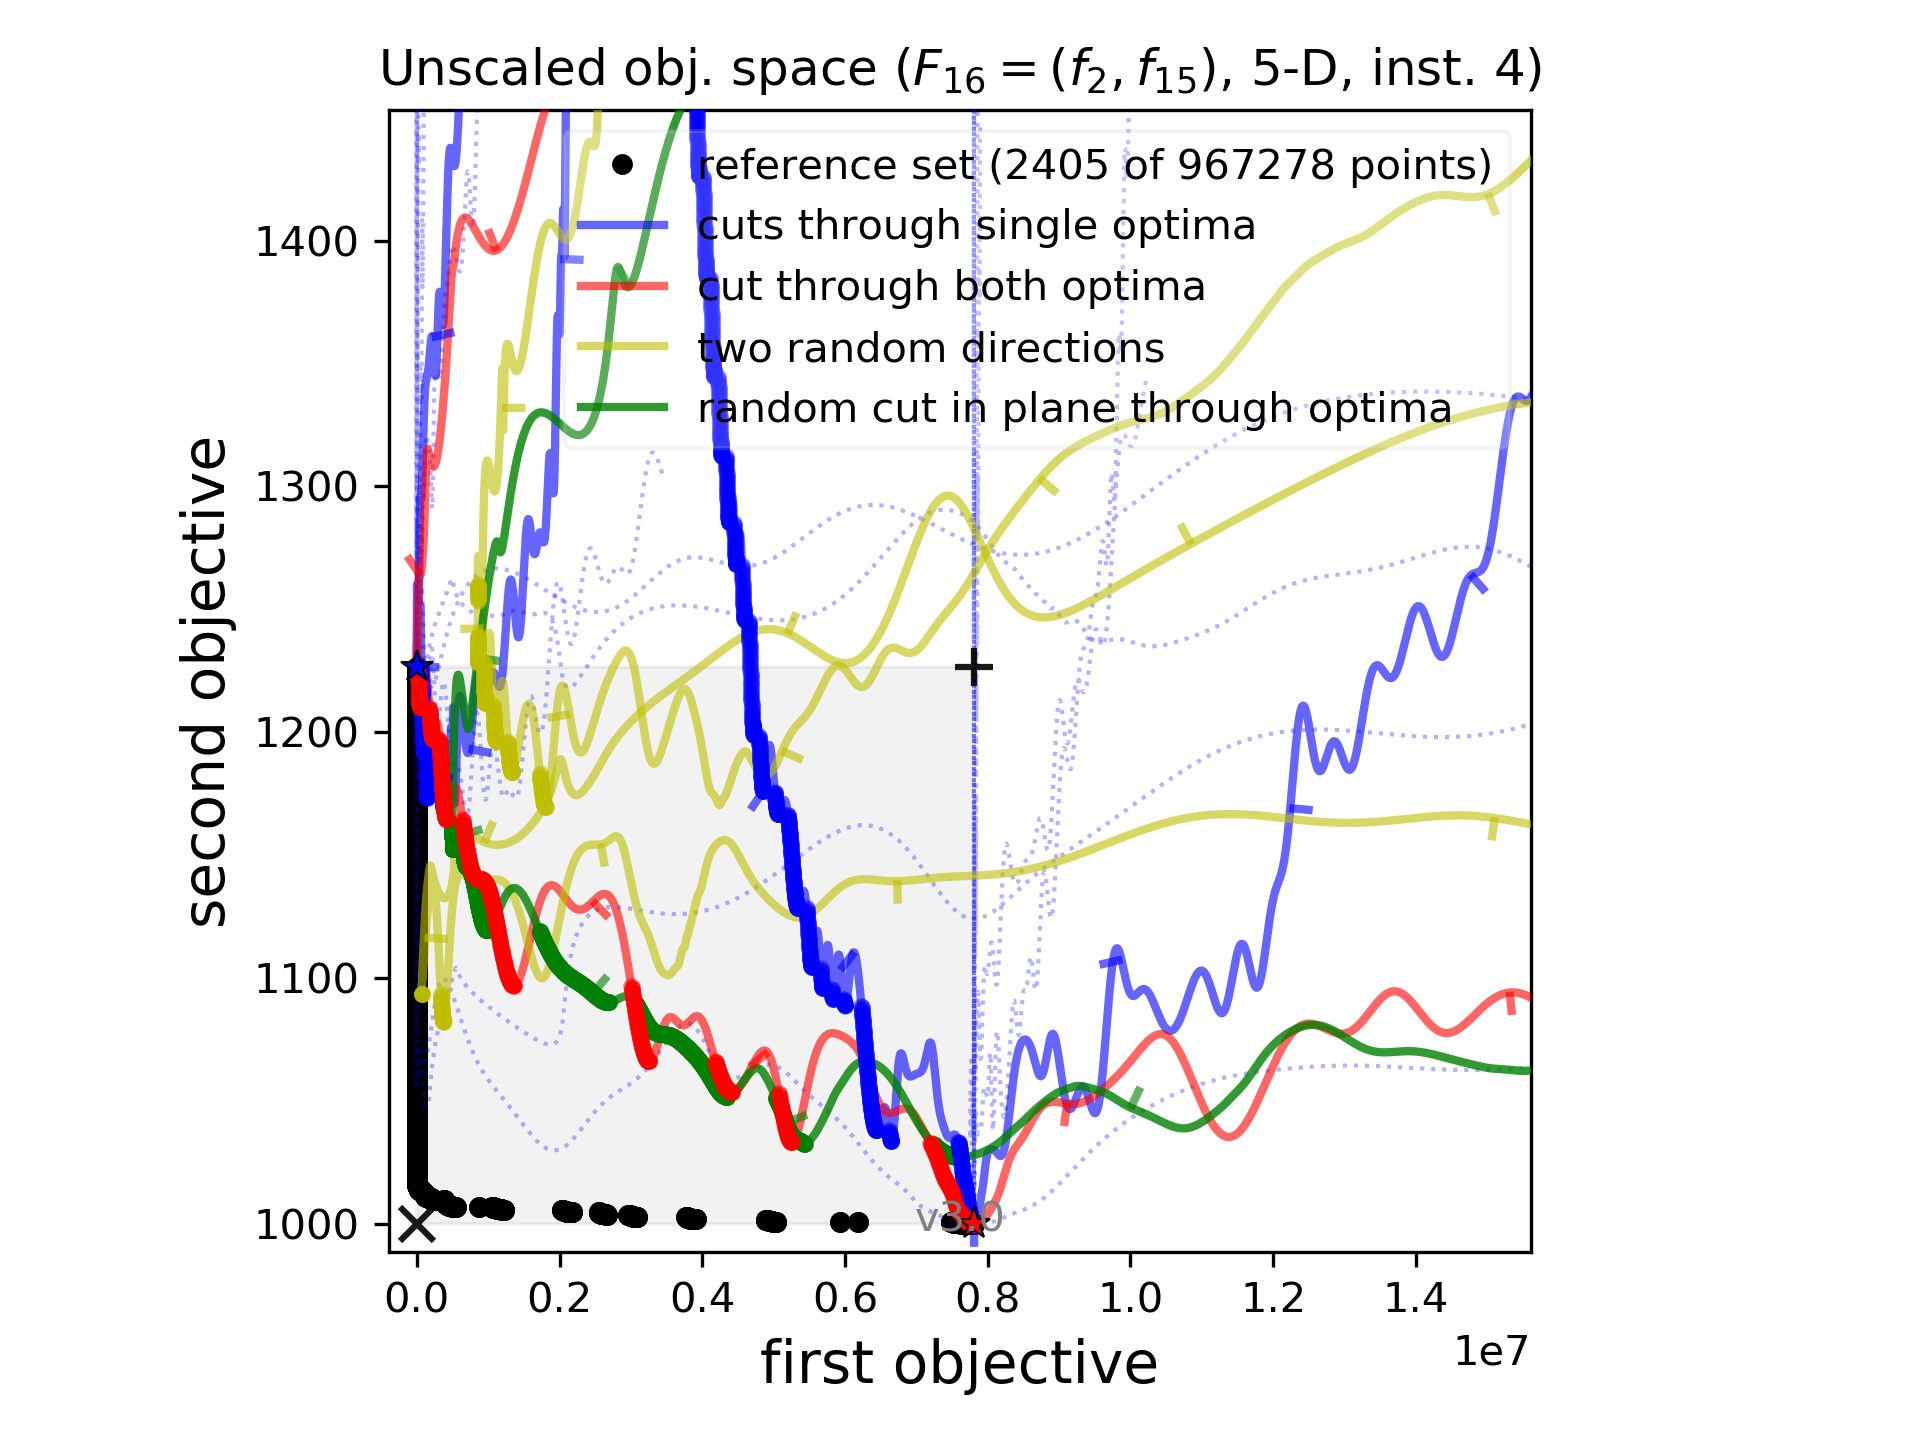 Unscaled obj. space (F₁₆ = (f₂, f₁₅), 5-D, inst. 4)
reference set (2405 of 967278 points)
cuts through single optima
cut through both optima
two random directions
random cut in plane through optima
1400
1300
1200
1100
1000
second objective
v3.0
0.0 0.2 0.4 0.6 0.8 1.0 1.2 1.4
1e7
first objective